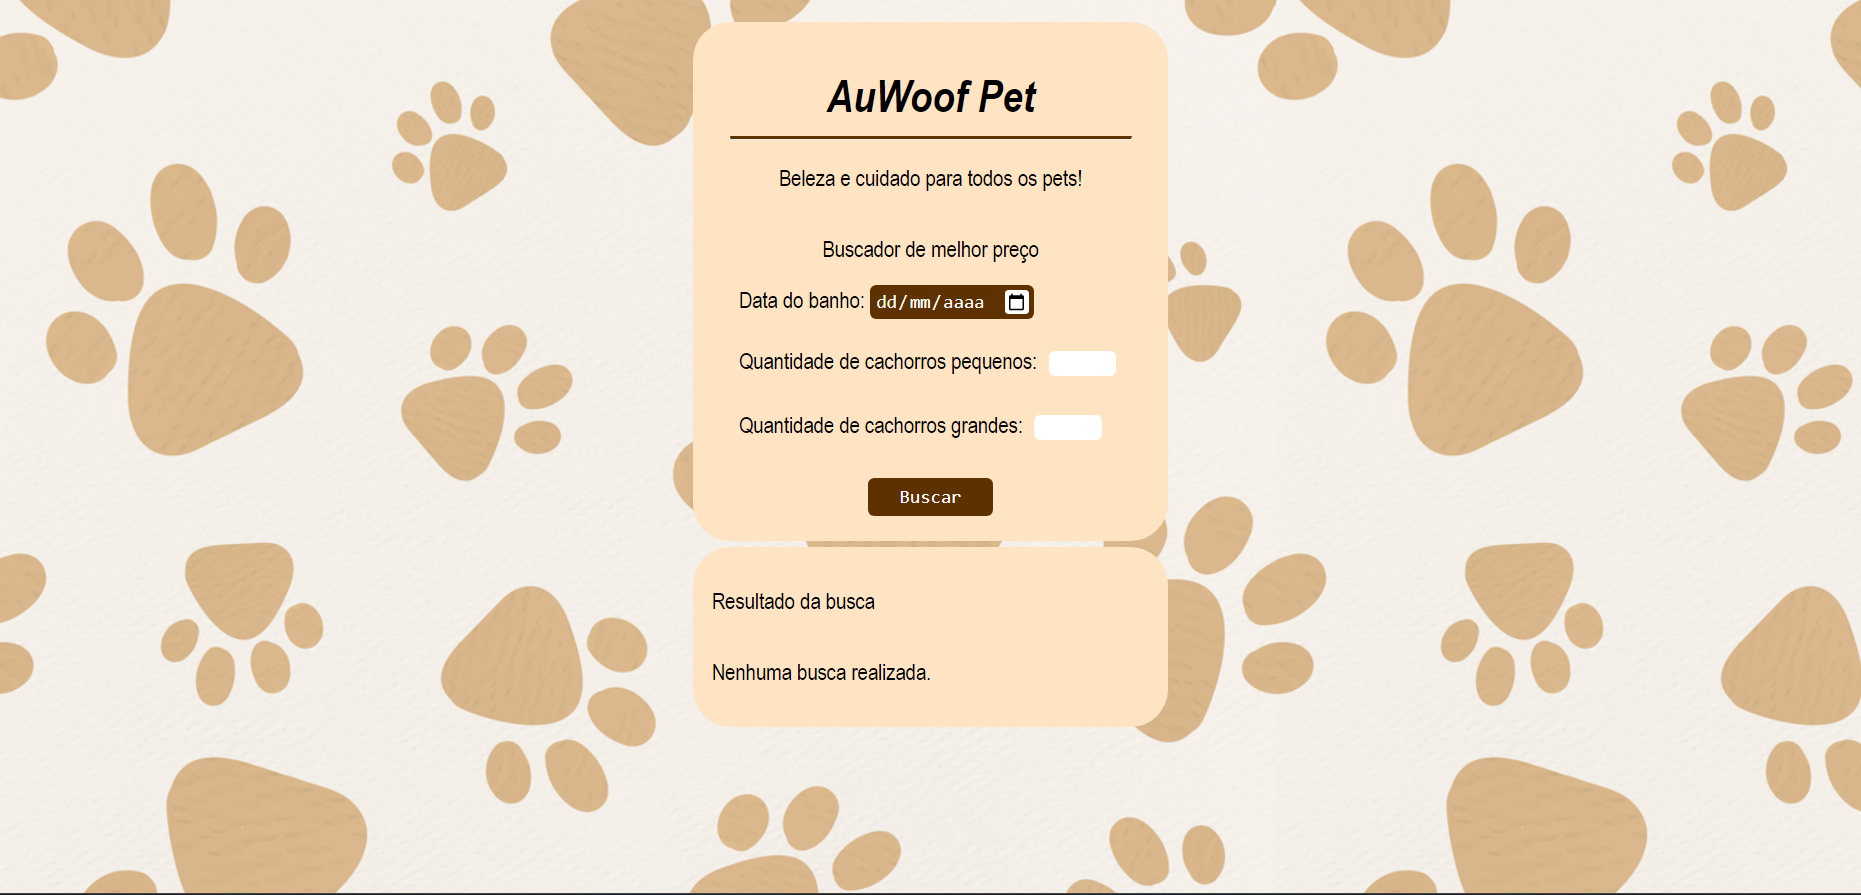 AuWoof Pet
Beleza e cuidado para todos os pets!
Buscador de melhor preço
Data do banho: dd/mm/aaaa
Quantidade de cachorros pequenos:
Quantidade de cachorros grandes:
Buscar
Resultado da busca
Nenhuma busca realizada.